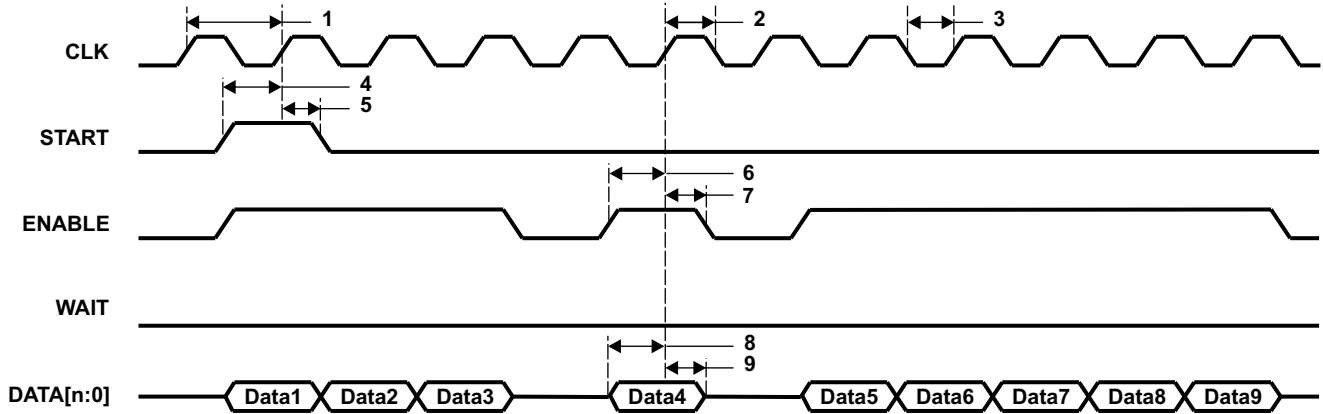 1 2 3
CLK
4
5
START
6
7
ENABLE
WAIT
8
9
DATA[n:0] Data1 Data2 Data3 Data4 Data5 Data6 Data7 Data8 Data9